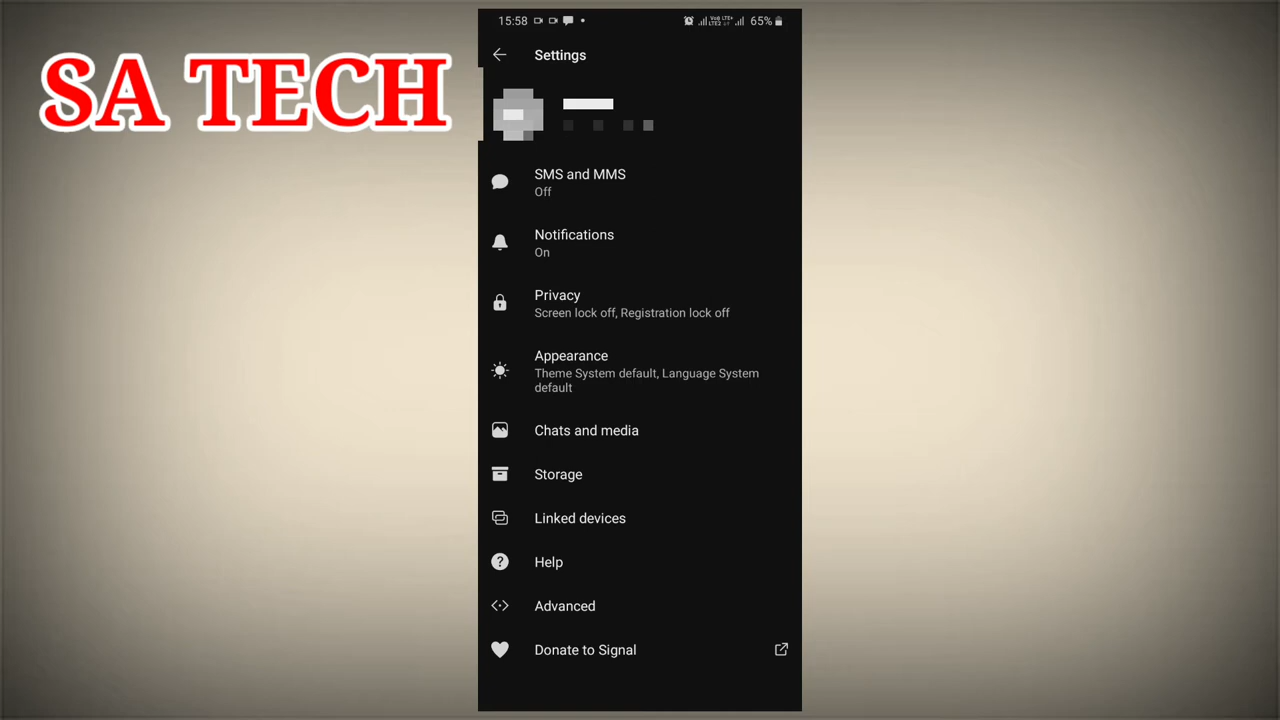 SA TECH
15:58
65%
Settings
SMS and MMS
Off
Notifications
On
Privacy
Screen lock off, Registration lock off
Appearance
Theme System default, Language System
default
Chats and media
Storage
Linked devices
Help
Advanced
Donate to Signal